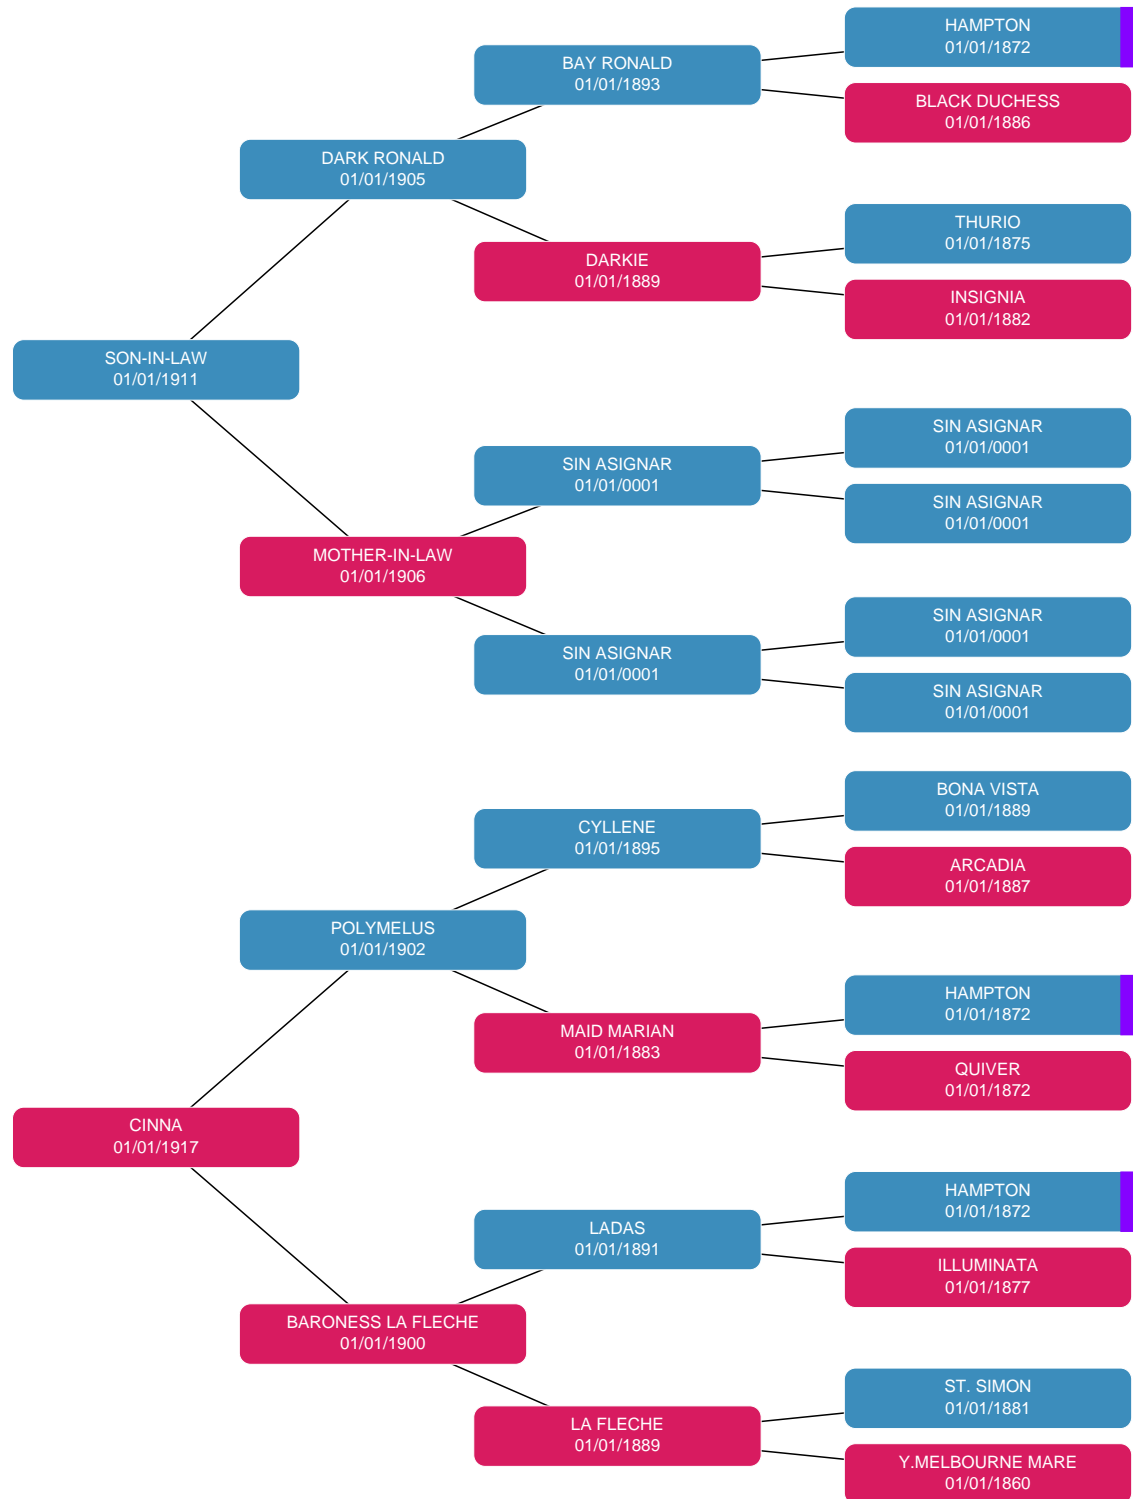 HAMPTON
01/01/1872
BAY RONALD
01/01/1893
BLACK DUCHESS
01/01/1886
DARK RONALD
01/01/1905
THURIO
01/01/1875
DARKIE
01/01/1889
INSIGNIA
01/01/1882
SON-IN-LAW
01/01/1911
SIN ASIGNAR
01/01/0001
SIN ASIGNAR
01/01/0001
SIN ASIGNAR
01/01/0001
MOTHER-IN-LAW
01/01/1906
SIN ASIGNAR
01/01/0001
SIN ASIGNAR
01/01/0001
SIN ASIGNAR
01/01/0001
BONA VISTA
01/01/1889
CYLLENE
01/01/1895
ARCADIA
01/01/1887
POLYMELUS
01/01/1902
HAMPTON
01/01/1872
MAID MARIAN
01/01/1883
QUIVER
01/01/1872
CINNA
01/01/1917
HAMPTON
01/01/1872
LADAS
01/01/1891
ILLUMINATA
01/01/1877
BARONESS LA FLECHE
01/01/1900
ST. SIMON
01/01/1881
LA FLECHE
01/01/1889
Y.MELBOURNE MARE
01/01/1860